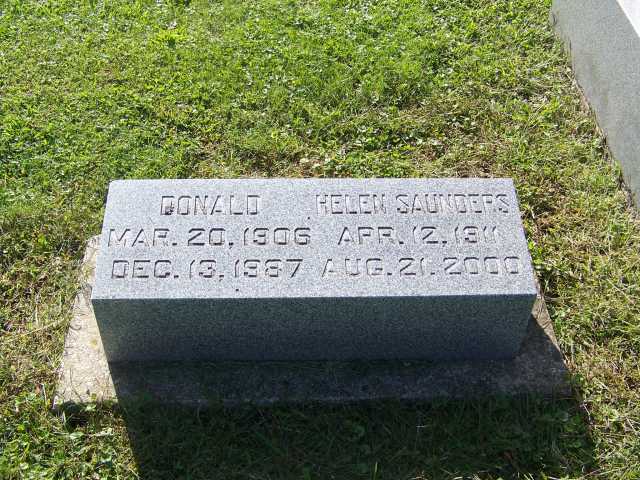 DONALD HELEN SAUNDERS
MAR. 20, 1906 APR. 12, 1911
DEC. 13, 1987 AUG. 21, 2000